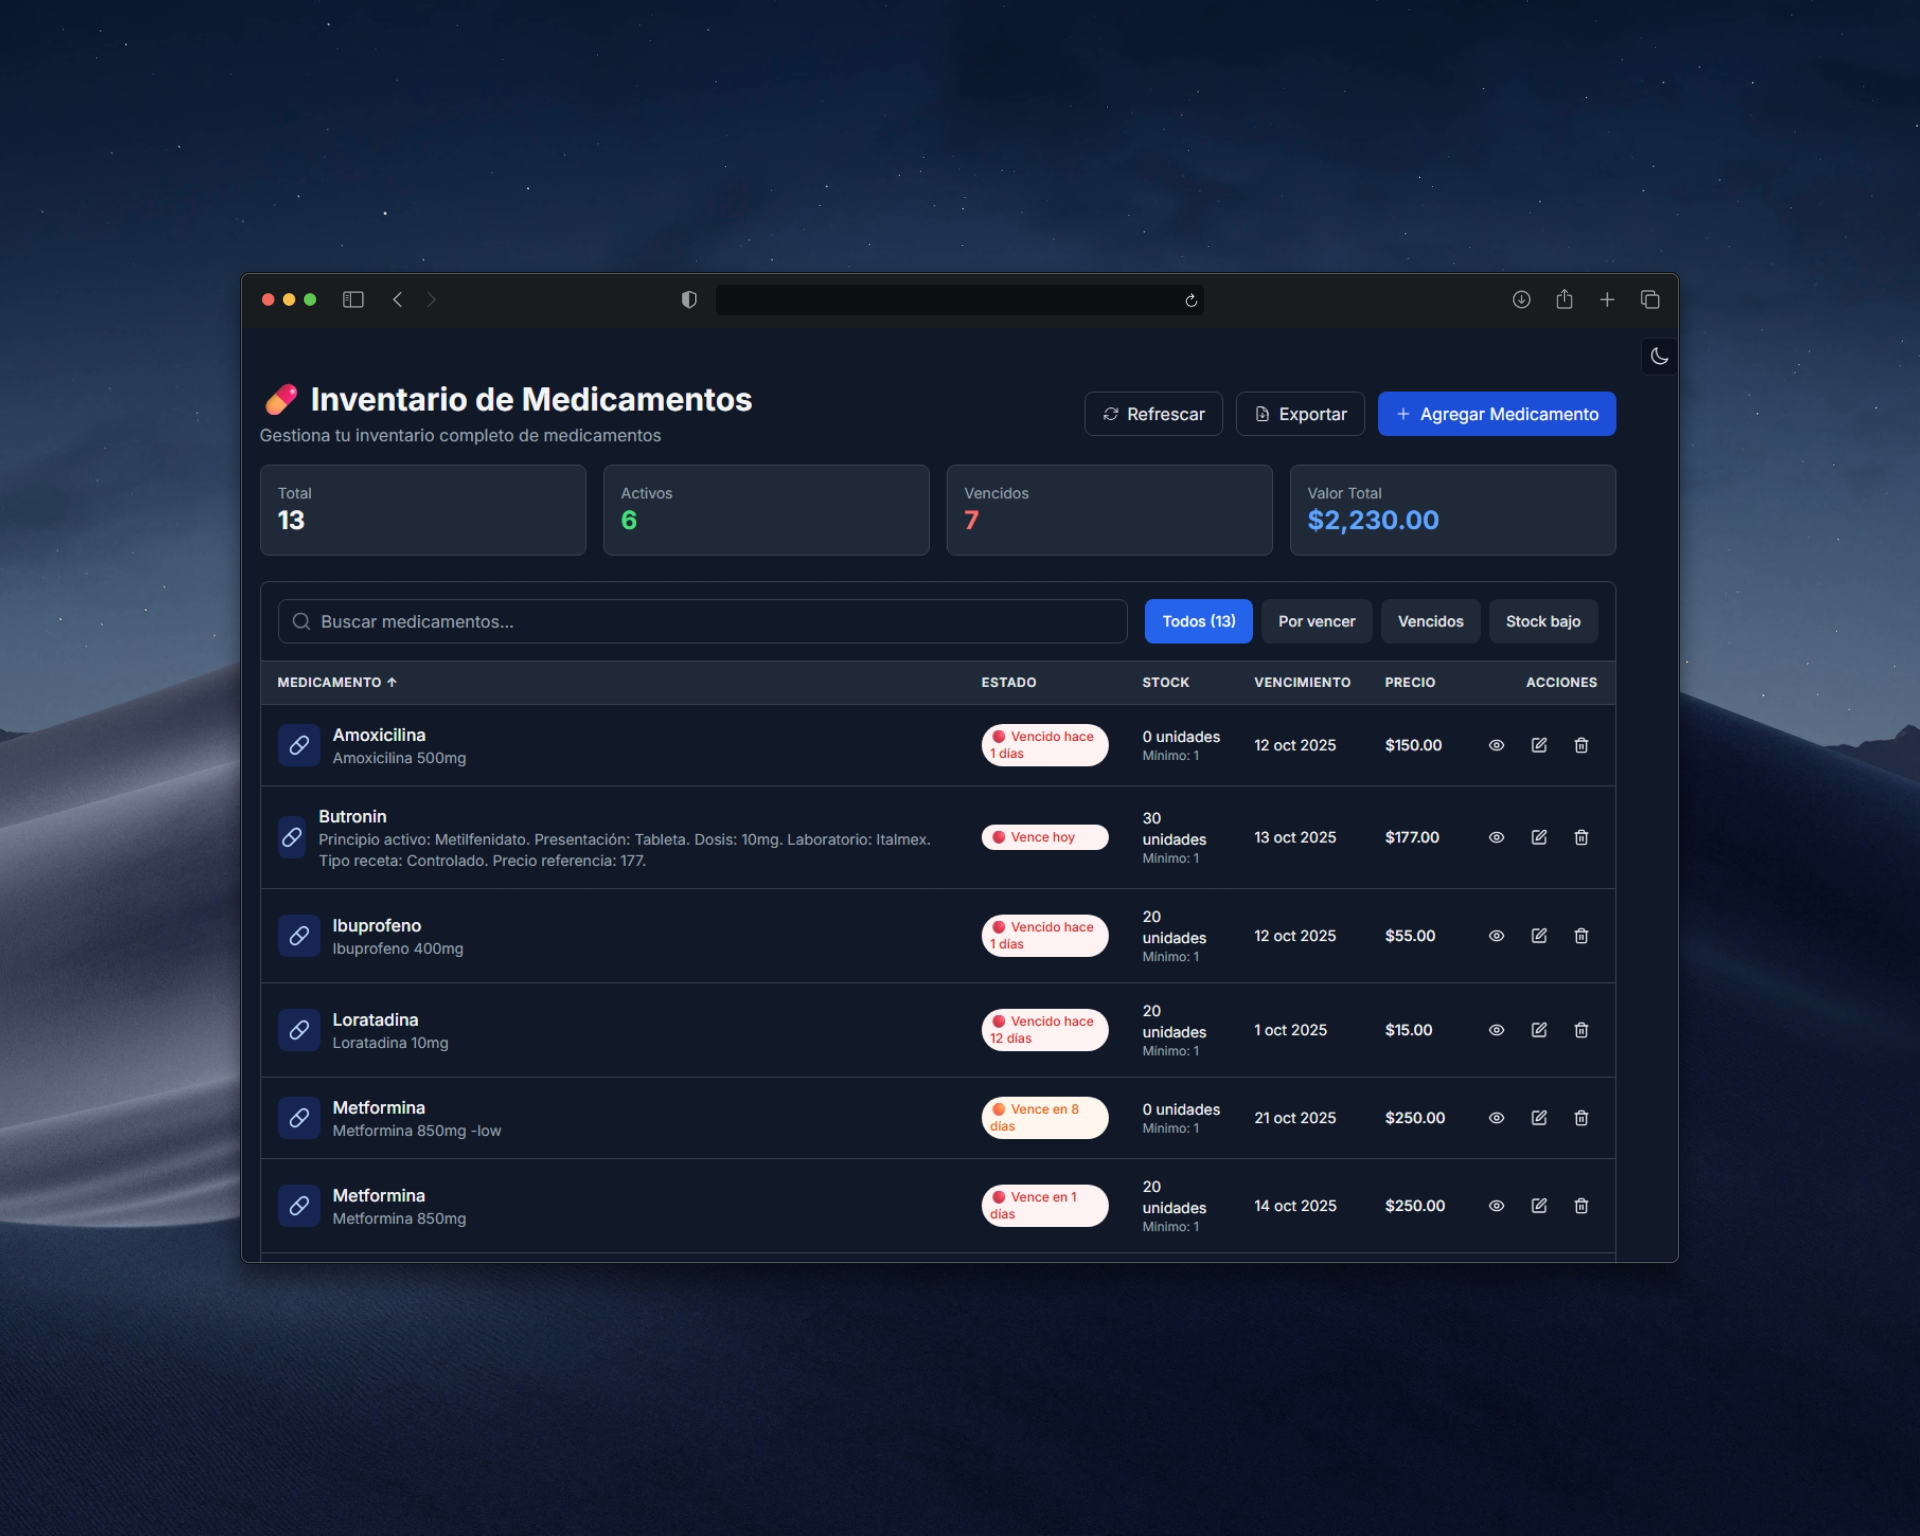 Inventario de Medicamentos
Gestiona tu inventario completo de medicamentos
Refrescar
Exportar
+ Agregar Medicamento
Total
13
Activos
6
Vencidos
7
Valor Total
$2,230.00
Buscar medicamentos...
Todos (13)
Por vencer
Vencidos
Stock bajo
MEDICAMENTO ↑
ESTADO
STOCK
VENCIMIENTO
PRECIO
ACCIONES
Amoxicilina
Amoxicilina 500mg
Vencido hace
1 días
0 unidades
Mínimo: 1
12 oct 2025
$150.00
Butronin
Principio activo: Metilfenidato. Presentación: Tableta. Dosis: 10mg. Laboratorio: Italmex.
Tipo receta: Controlado. Precio referencia: 177.
Vence hoy
30
unidades
Mínimo: 1
13 oct 2025
$177.00
Ibuprofeno
Ibuprofeno 400mg
Vencido hace
1 días
20
unidades
Mínimo: 1
12 oct 2025
$55.00
Loratadina
Loratadina 10mg
Vencido hace
12 días
20
unidades
Mínimo: 1
1 oct 2025
$15.00
Metformina
Metformina 850mg -low
Vence en 8
días
0 unidades
Mínimo: 1
21 oct 2025
$250.00
Metformina
Metformina 850mg
Vence en 1
días
20
unidades
Mínimo: 1
14 oct 2025
$250.00